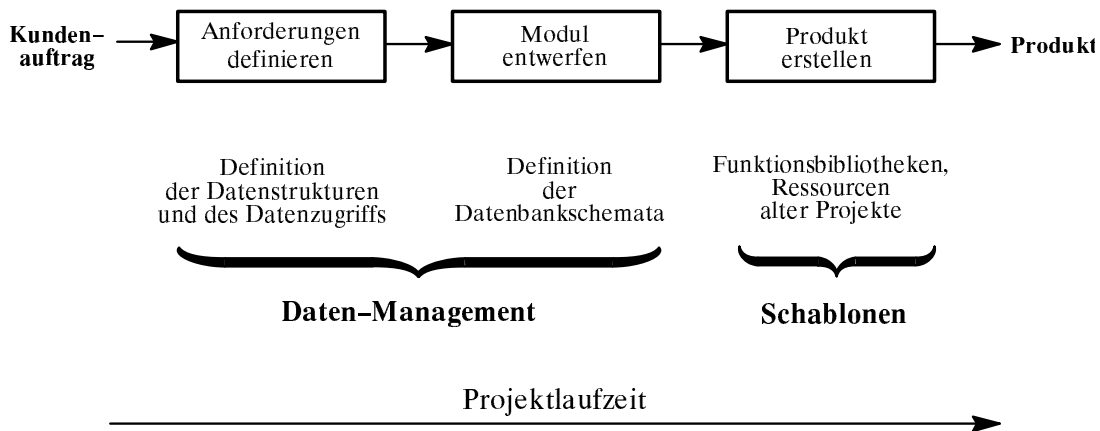 Kunden–
auftrag
Anforderungen
definieren
Modul
entwerfen
Produkt
erstellen
Produkt
Definition
der Datenstrukturen
und des Datenzugriffs
Definition
der
Datenbankschemata
Funktionsbibliotheken,
Ressourcen
alter Projekte
Daten–Management
Schablonen
Projektlaufzeit